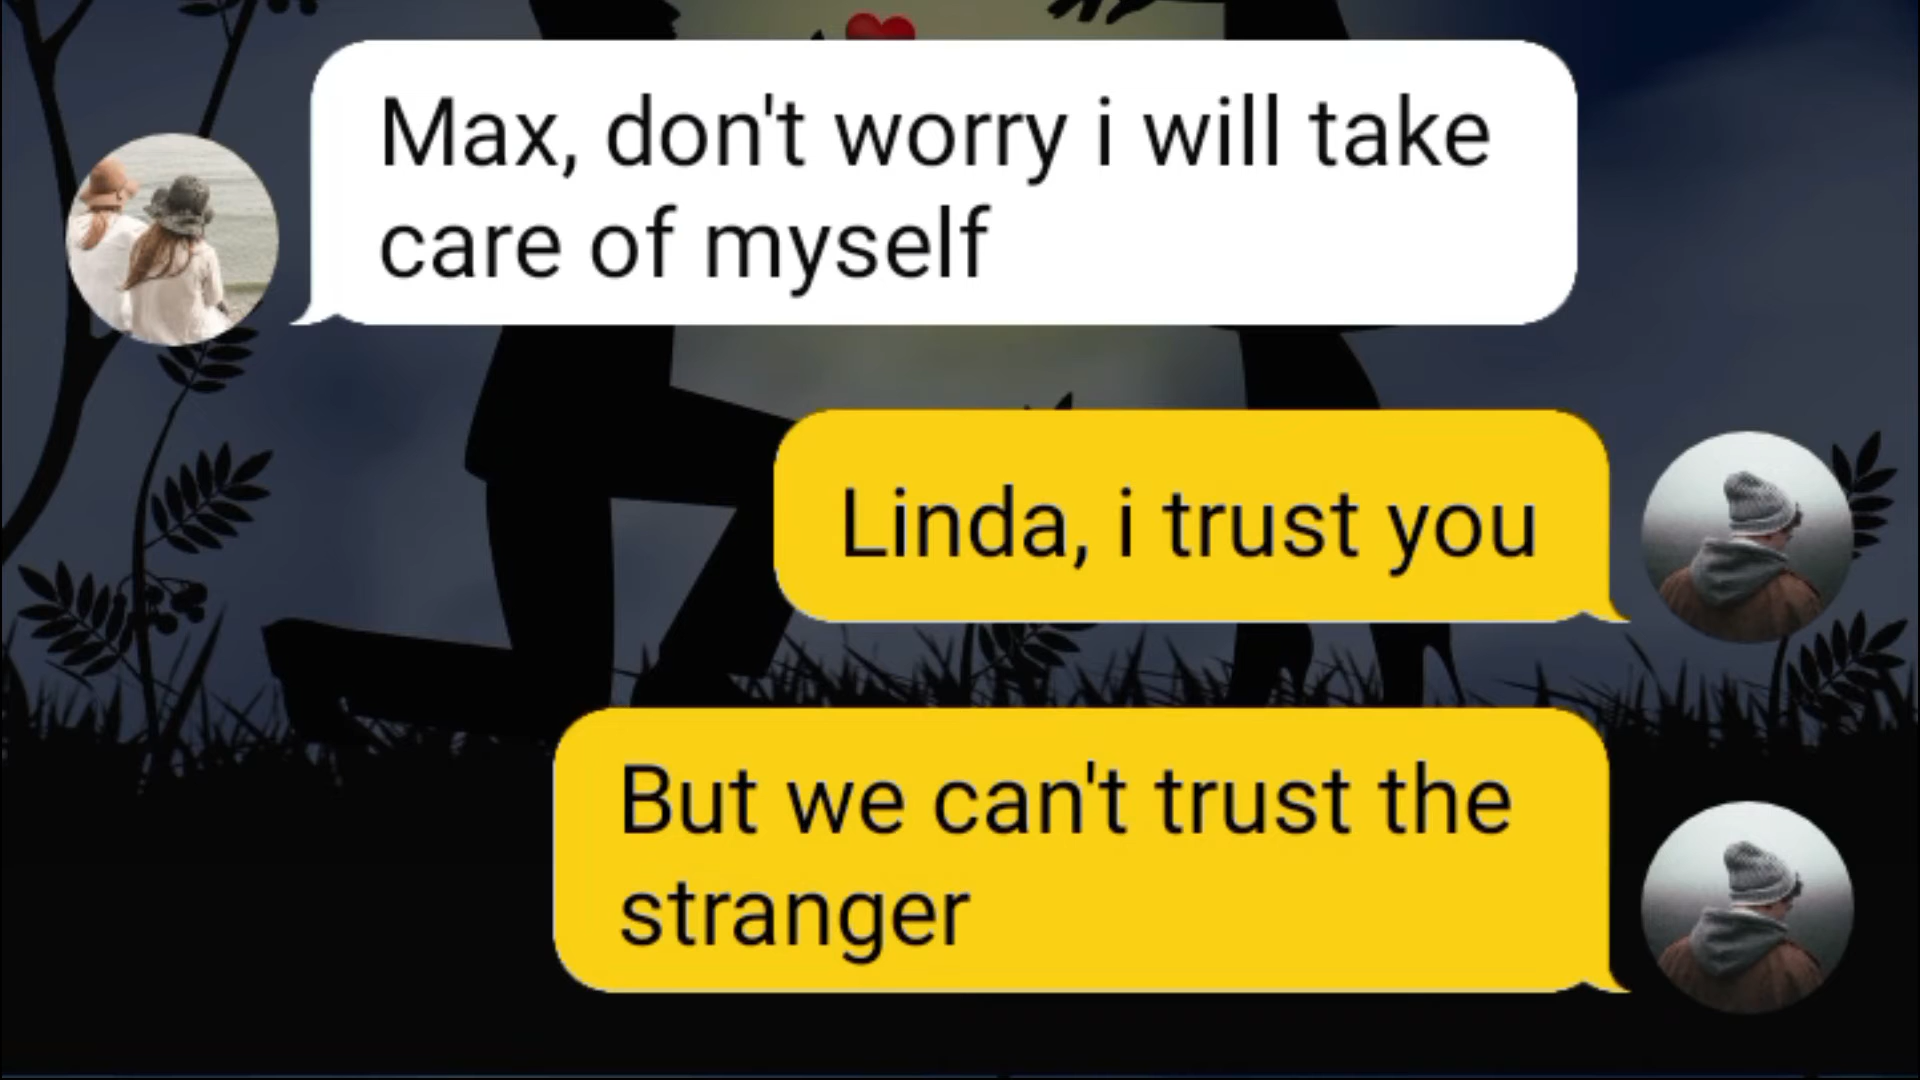 Max, don't worry i will take
care of myself
Linda, i trust you
But we can't trust the
stranger